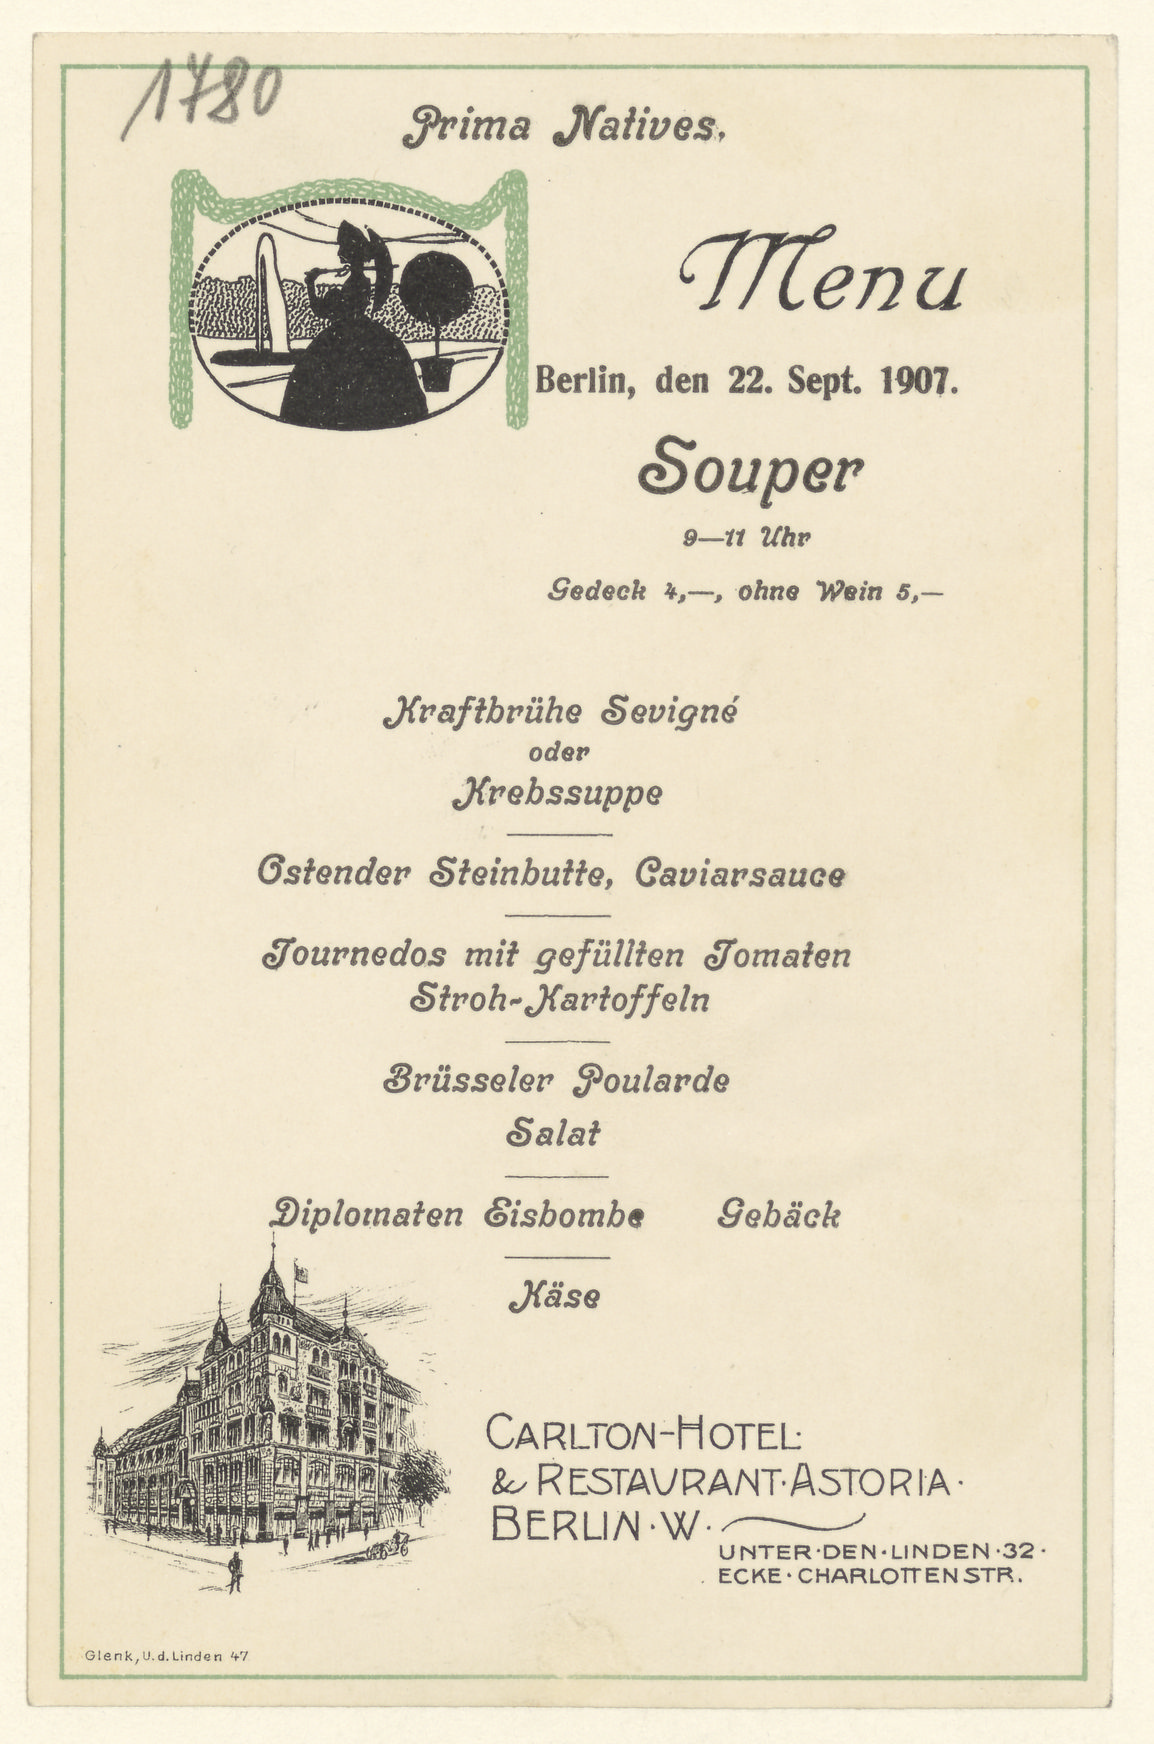 1780
Prima Natives.
Menu
Berlin, den 22. Sept. 1907.
Souper
9—11 Uhr
Gedeck 4,—, ohne Wein 5,—
Kraftbrühe Sevigné
oder
Krebssuppe
Ostender Steinbutte, Caviarsauce
Tournedos mit gefüllten Tomaten
Stroh-Kartoffeln
Brüsseler Poularde
Salat
Diplomaten Eisbombe Gebäck
Käse
CARLTON-HOTEL·
& RESTAURANT·ASTORIA·
BERLIN·W·
UNTER·DEN·LINDEN·32·
ECKE·CHARLOTTENSTR.
Glenk, U.d.Linden 47